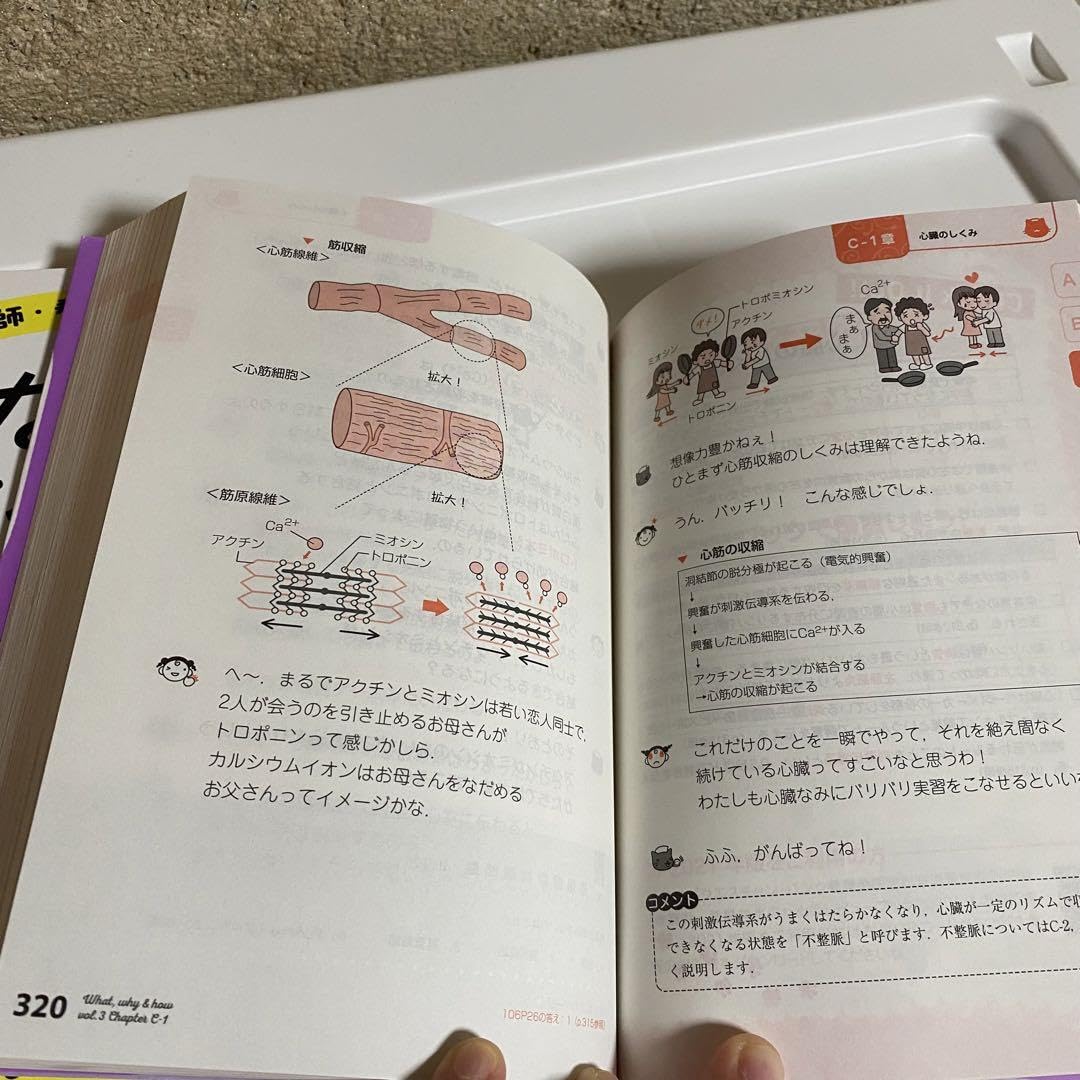 師・
▼ 筋収縮
<心筋線維>
<心筋細胞>
拡大！
拡大！
<筋原線維>
Ca2+
アクチン
ミオシン
トロポニン
へ〜．まるでアクチンとミオシンは若い恋人同士で，
2人が会うのを引き止めるお母さんが
トロポニンって感じかしら．
カルシウムイオンはお母さんをなだめる
お父さんってイメージかな．
320
What, why & how
vol.3 Chapter C-1
106P26の答え：1（p.315参照）
C-1章
心臓のしくみ
A
B
トロポミオシン
アクチン
ミオシン
トロポニン
Ca2+
まぁ
まぁ
想像力豊かねぇ！
ひとまず心筋収縮のしくみは理解できたようね．
うん．バッチリ！　こんな感じでしょ．
▼ 心筋の収縮
洞結節の脱分極が起こる（電気的興奮）
↓
興奮が刺激伝導系を伝わる．
↓
興奮した心筋細胞にCa2+が入る
↓
アクチンとミオシンが結合する
→心筋の収縮が起こる
これだけのことを一瞬でやって，それを絶え間なく
続けている心臓ってすごいなと思うわ！
わたしも心臓なみにバリバリ実習をこなせるといいな
ふふ．がんばってね！
コメント
この刺激伝導系がうまくはたらかなくなり，心臓が一定のリズムで収
できなくなる状態を「不整脈」と呼びます．不整脈についてはC-2，
く説明します．